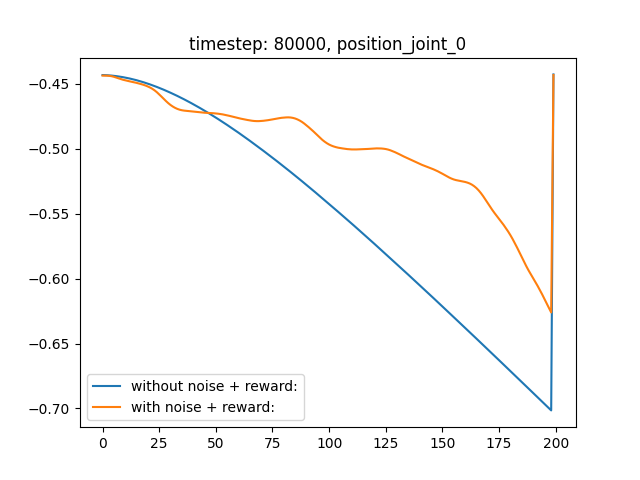 timestep: 80000, position_joint_0
−0.45
−0.50
−0.55
−0.60
−0.65
−0.70
without noise + reward:
with noise + reward:
0 25 50 75 100 125 150 175 200